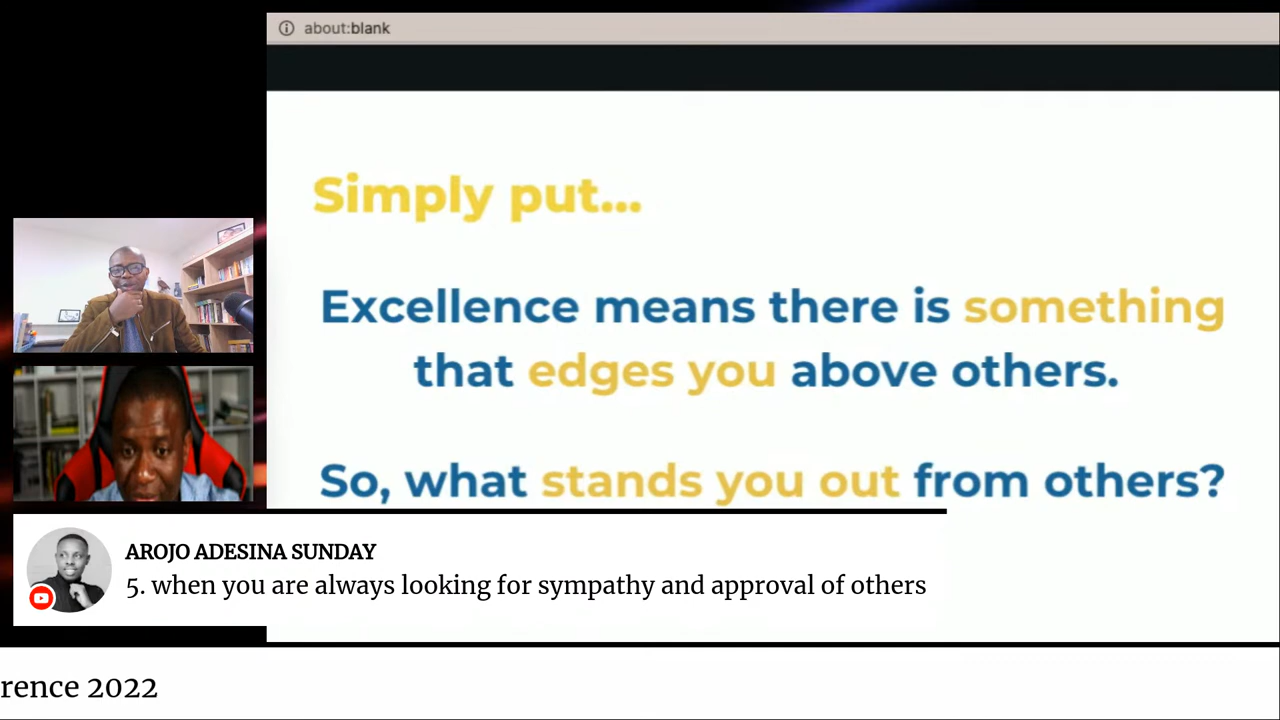 about:blank
Simply put...
Excellence means there is something
that edges you above others.
So, what stands you out from others?
AROJO ADESINA SUNDAY
5. when you are always looking for sympathy and approval of others
rence 2022